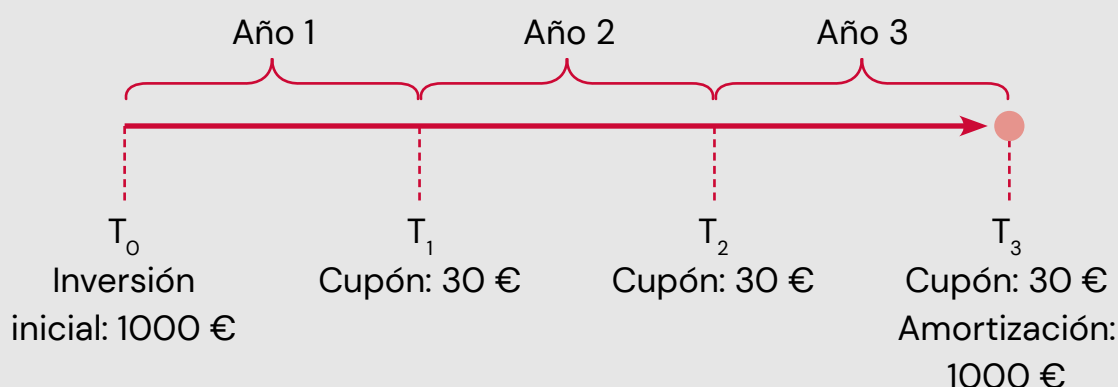 Año 1
Año 2
Año 3
T₀
Inversión
inicial: 1000 €
T₁
Cupón: 30 €
T₂
Cupón: 30 €
T₃
Cupón: 30 €
Amortización:
1000 €